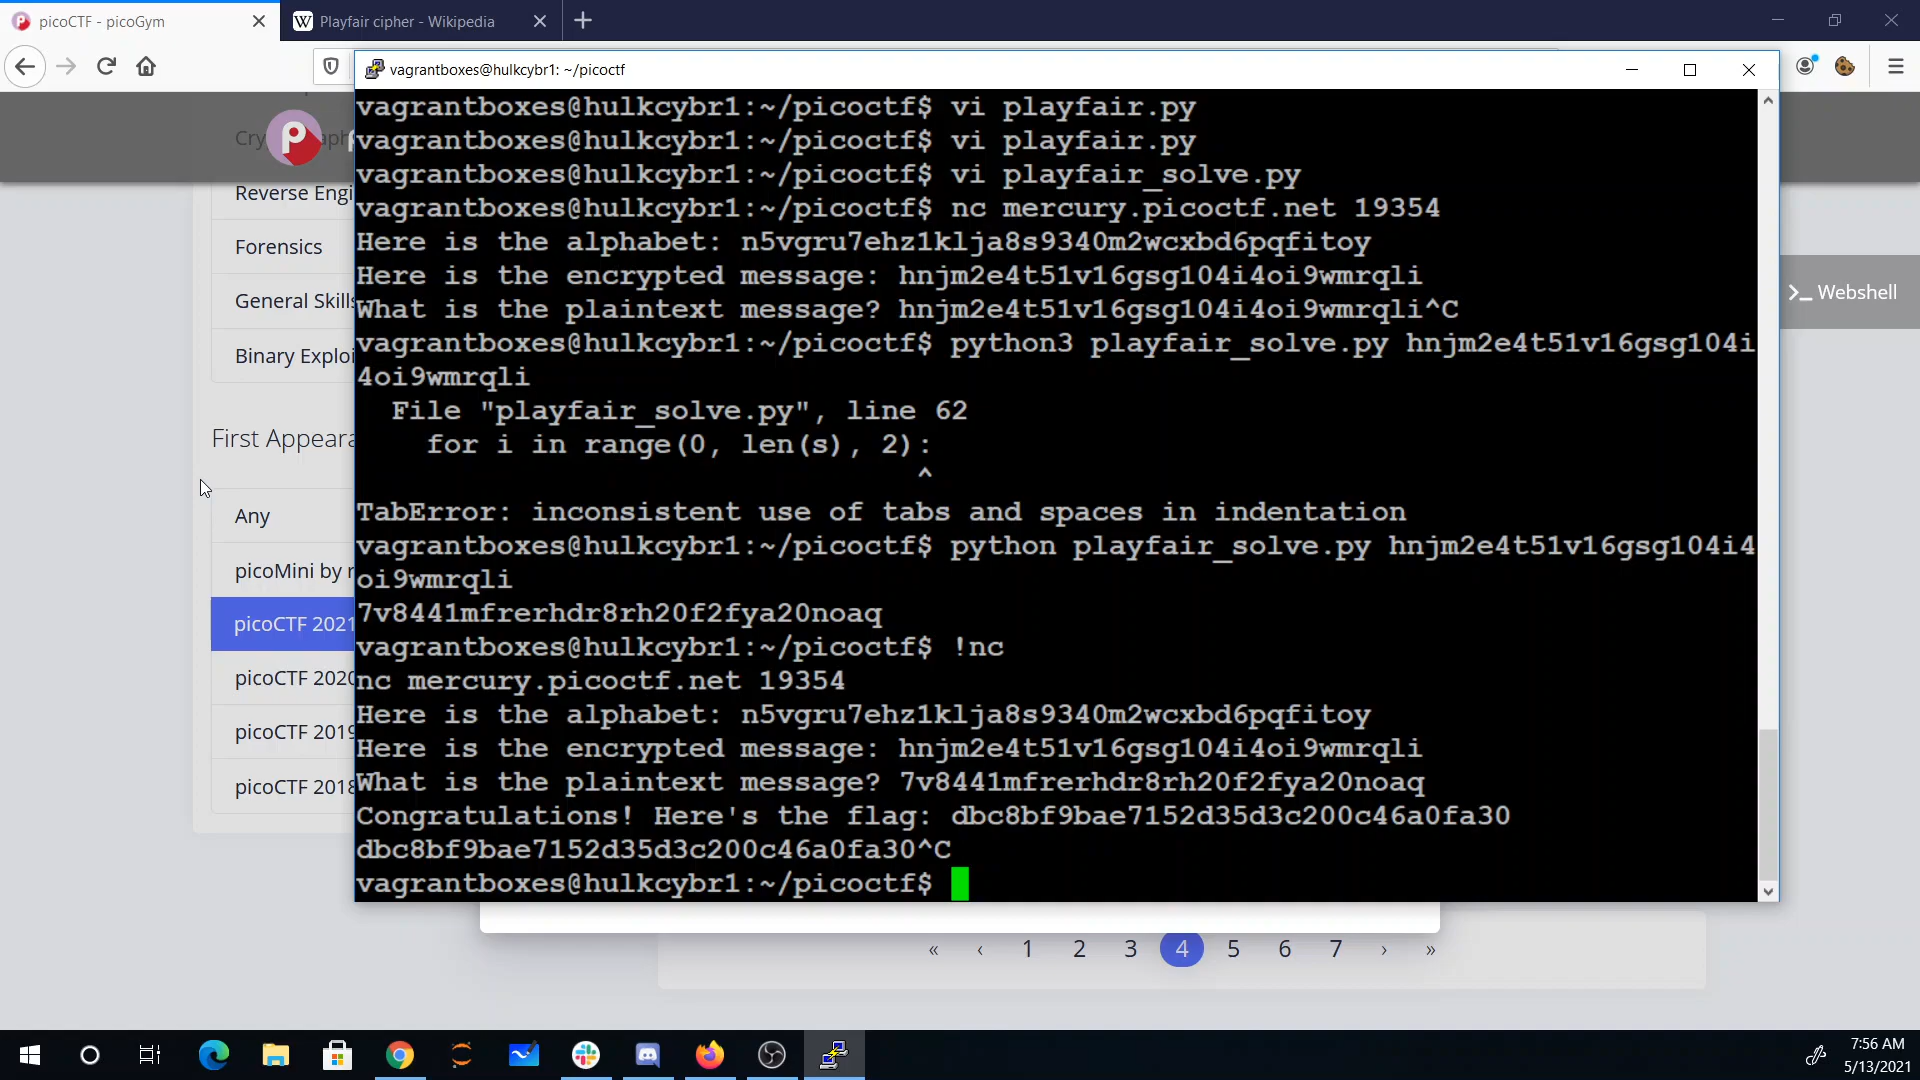 picoCTF - picoGym
Playfair cipher - Wikipedia
vagrantboxes@hulkcybr1: ~/picoctf
vagrantboxes@hulkcybr1:~/picoctf$ vi playfair.py
vagrantboxes@hulkcybr1:~/picoctf$ vi playfair.py
vagrantboxes@hulkcybr1:~/picoctf$ vi playfair_solve.py
vagrantboxes@hulkcybr1:~/picoctf$ nc mercury.picoctf.net 19354
Here is the alphabet: n5vgru7ehz1klja8s9340m2wcxbd6pqfitoy
Here is the encrypted message: hnjm2e4t51v16gsg104i4oi9wmrqli
What is the plaintext message? hnjm2e4t51v16gsg104i4oi9wmrqli^C
vagrantboxes@hulkcybr1:~/picoctf$ python3 playfair_solve.py hnjm2e4t51v16gsg104i
4oi9wmrqli
File "playfair_solve.py", line 62
for i in range(0, len(s), 2):
^
TabError: inconsistent use of tabs and spaces in indentation
vagrantboxes@hulkcybr1:~/picoctf$ python playfair_solve.py hnjm2e4t51v16gsg104i4
oi9wmrqli
7v8441mfrerhdr8rh20f2fya20noaq
vagrantboxes@hulkcybr1:~/picoctf$ !nc
nc mercury.picoctf.net 19354
Here is the alphabet: n5vgru7ehz1klja8s9340m2wcxbd6pqfitoy
Here is the encrypted message: hnjm2e4t51v16gsg104i4oi9wmrqli
What is the plaintext message? 7v8441mfrerhdr8rh20f2fya20noaq
Congratulations! Here's the flag: dbc8bf9bae7152d35d3c200c46a0fa30
dbc8bf9bae7152d35d3c200c46a0fa30^C
vagrantboxes@hulkcybr1:~/picoctf$
Reverse Engi
Forensics
General Skills
Binary Exploi
First Appeara
Any
picoMini by r
picoCTF 2021
picoCTF 2020
picoCTF 2019
picoCTF 2018
>_ Webshell
« ‹ 1 2 3 4 5 6 7 › »
7:56 AM
5/13/2021